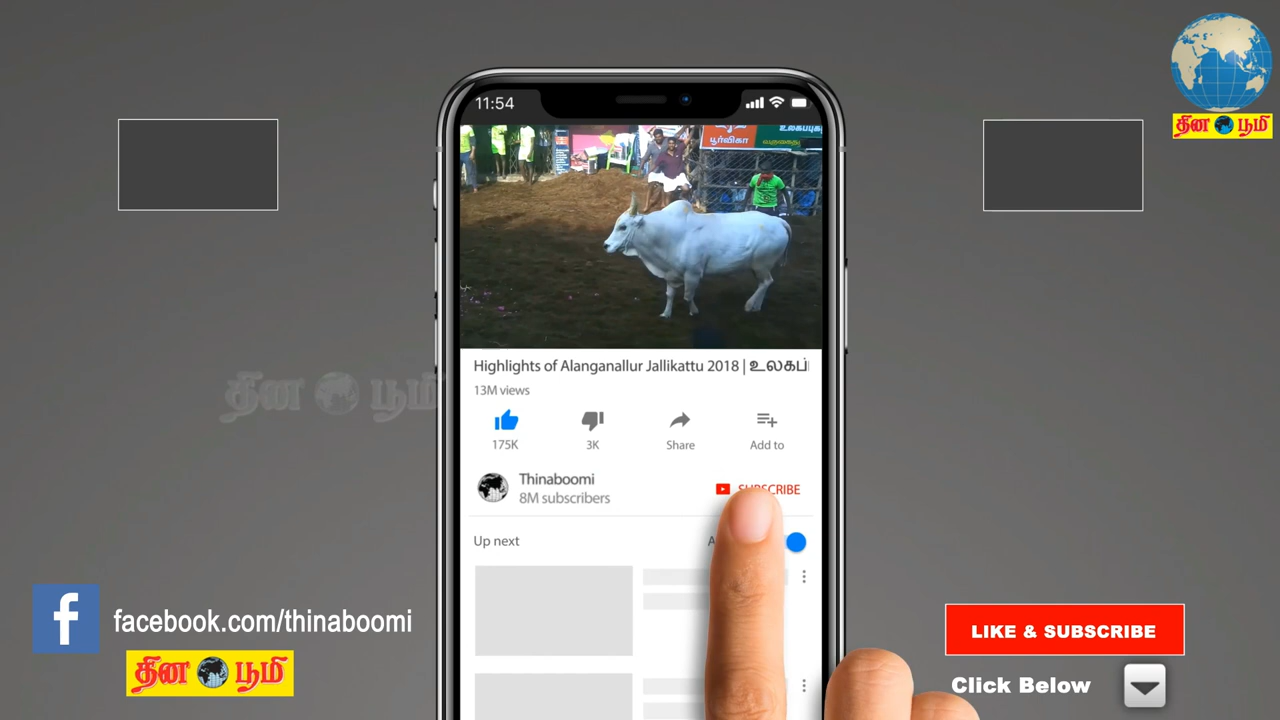 தின பூமி
11:54
பூர்விகா
வருகைது
Highlights of Alanganallur Jallikattu 2018 | உலகப்
13M views
175K
3K
Share
Add to
Thinaboomi
8M subscribers
SUBSCRIBE
Up next
தின பூமி
facebook.com/thinaboomi
தின பூமி
LIKE & SUBSCRIBE
Click Below